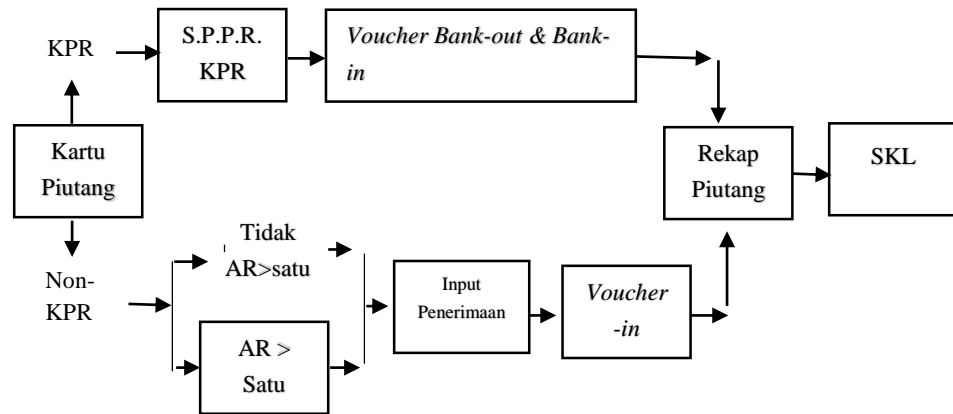 KPR
S.P.P.R.
KPR
Voucher Bank-out & Bank-
in
Kartu
Piutang
Rekap
Piutang
SKL
Non-
KPR
Tidak
AR>satu
AR >
Satu
Input
Penerimaan
Voucher
-in